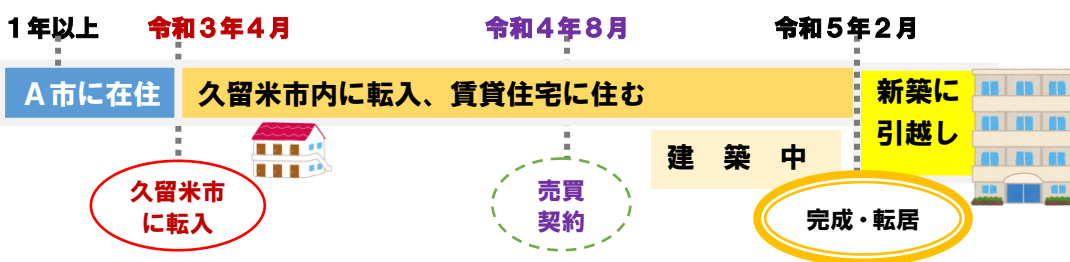 １年以上
令和３年４月
令和４年８月
令和５年２月
Ａ市に在住
久留米市内に転入、賃貸住宅に住む
新築に
引越し
建　築　中
久留米市
に転入
売買
契約
完成・転居